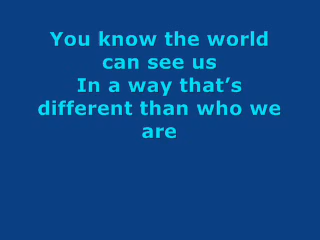 You know the world
can see us
In a way that’s
different than who we
are